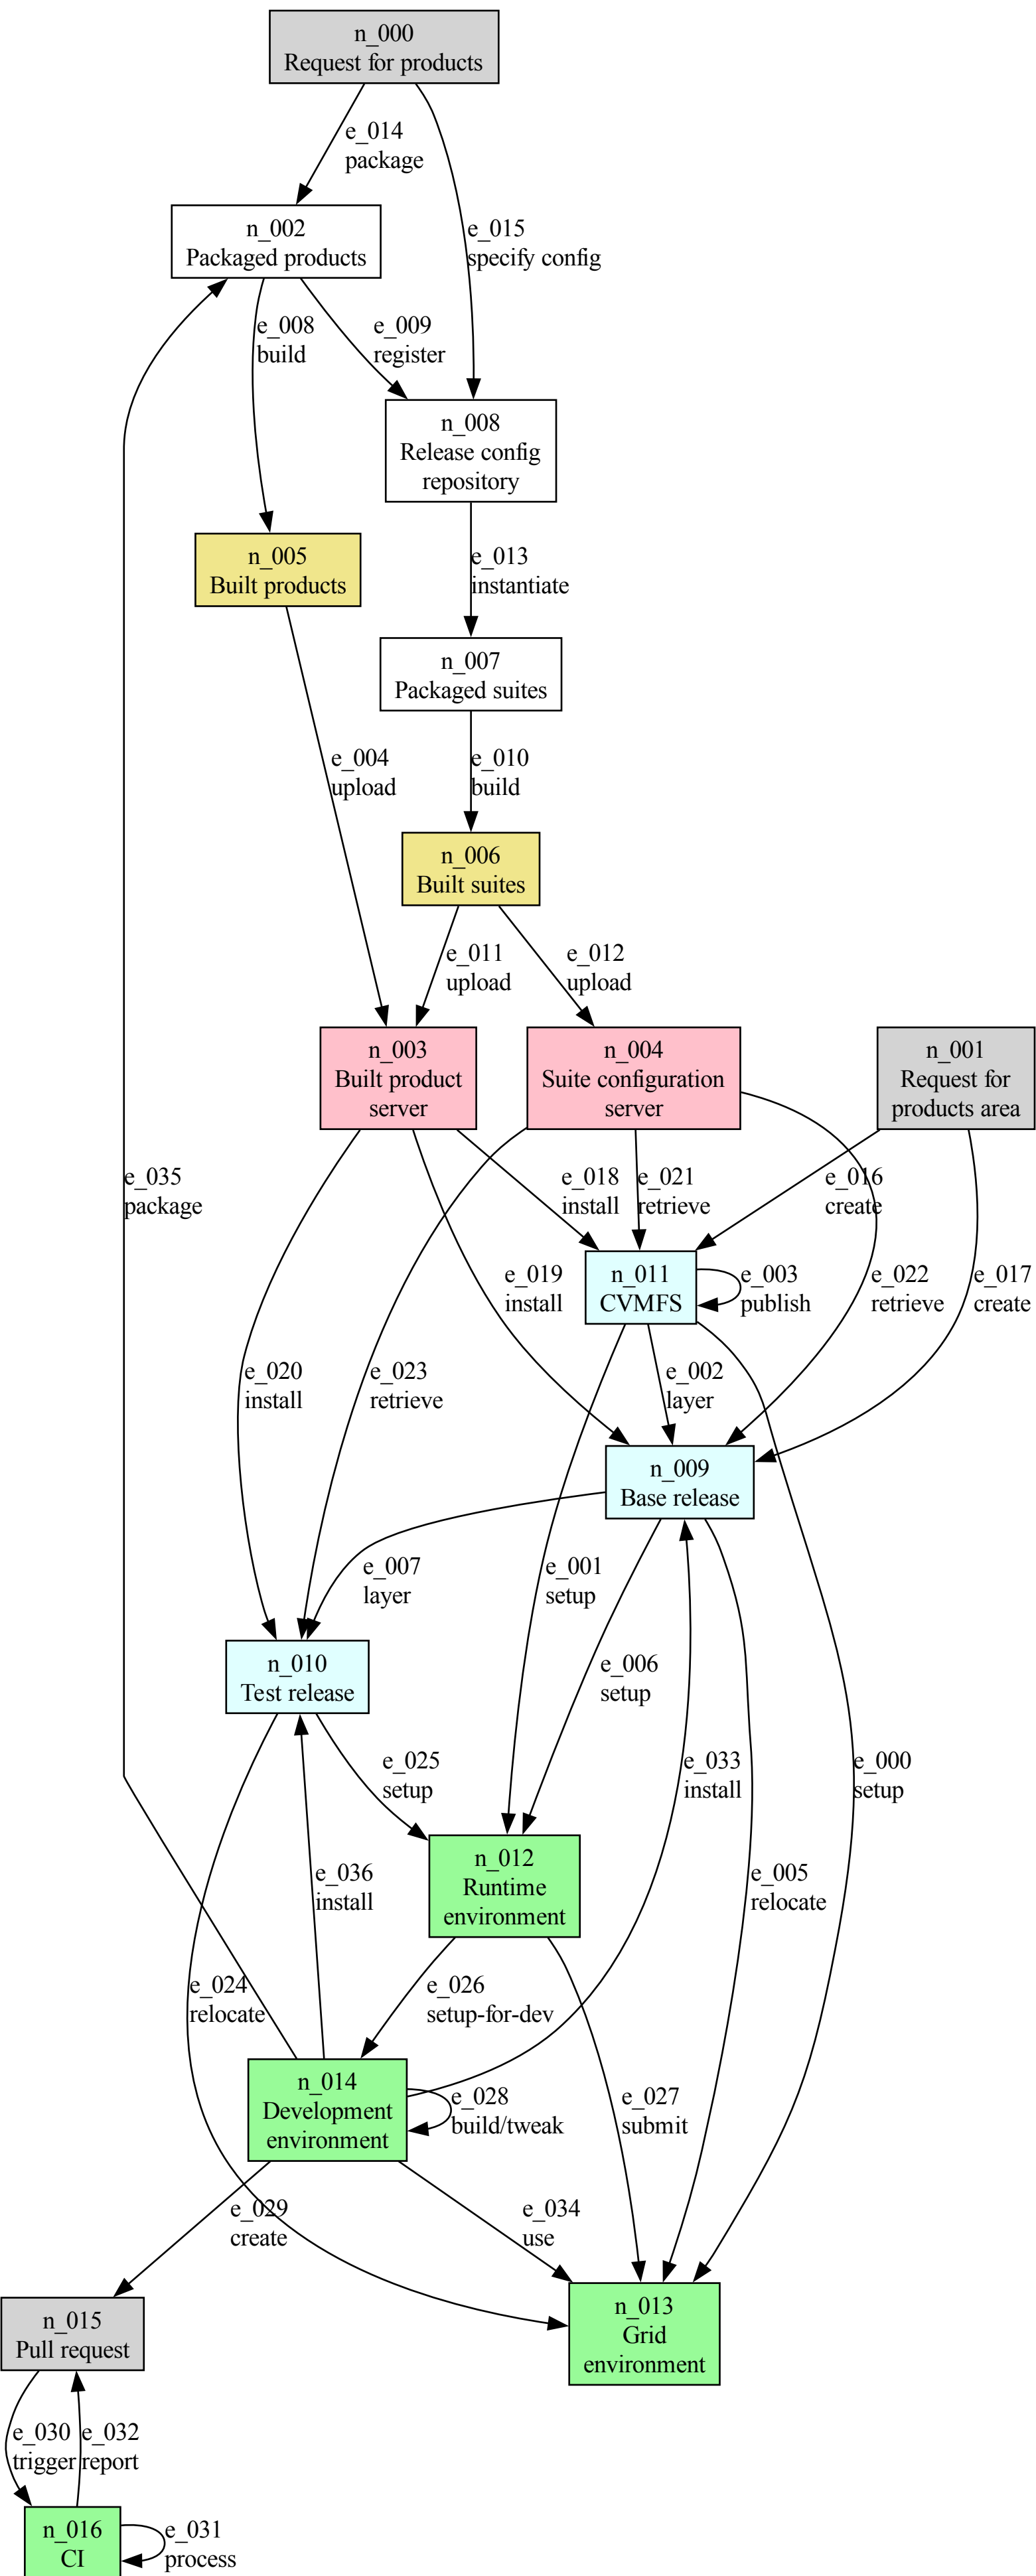 n_000
Request for products
e_014
package
n_002
Packaged products
e_015
specify config
e_008
build
e_009
register
n_008
Release config
repository
n_005
Built products
e_013
instantiate
n_007
Packaged suites
e_004
upload
e_010
build
n_006
Built suites
e_011
upload
e_012
upload
n_003
Built product
server
n_004
Suite configuration
server
n_001
Request for
products area
e_035
package
e_018
install
e_021
retrieve
e_016
create
n_011
CVMFS
e_003
publish
e_019
install
e_022
retrieve
e_017
create
e_020
install
e_023
retrieve
e_002
layer
n_009
Base release
e_007
layer
e_001
setup
n_010
Test release
e_006
setup
e_025
setup
e_033
install
e_000
setup
n_012
Runtime
environment
e_036
install
e_005
relocate
e_024
relocate
e_026
setup-for-dev
n_014
Development
environment
e_028
build/tweak
e_027
submit
e_029
create
e_034
use
n_015
Pull request
n_013
Grid
environment
e_030
trigger
e_032
report
n_016
CI
e_031
process